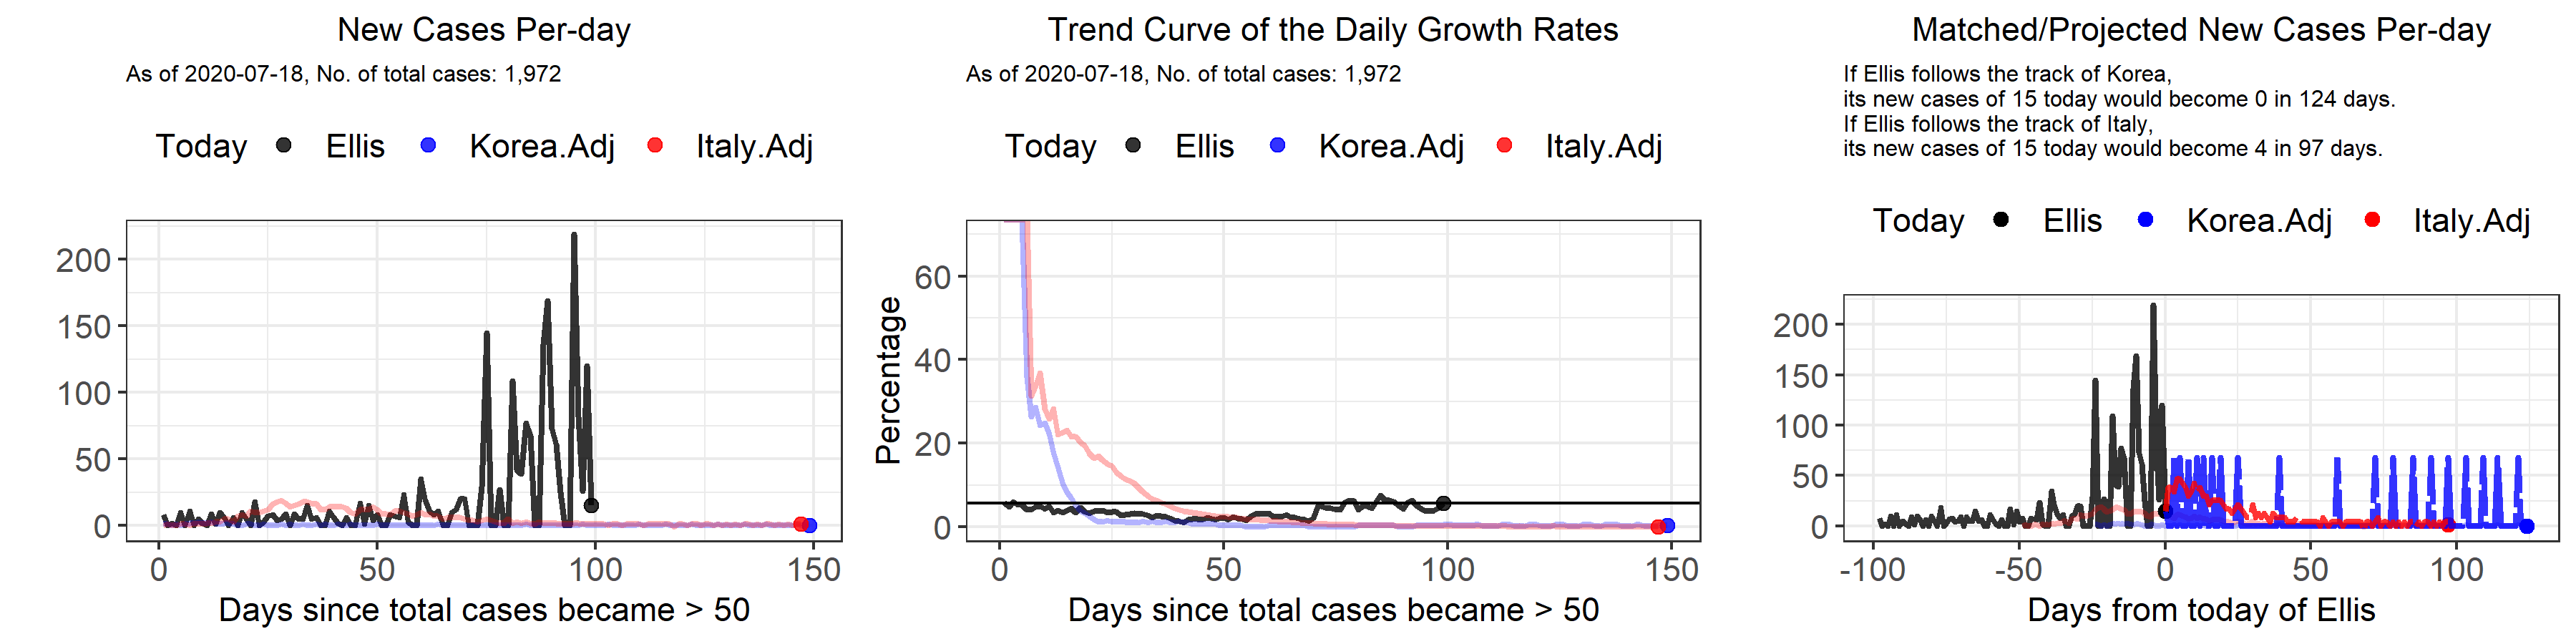 New Cases Per-day
As of 2020-07-18, No. of total cases: 1,972
Today Ellis Korea.Adj Italy.Adj
200
150
100
50
0
0 50 100 150
Days since total cases became > 50
Trend Curve of the Daily Growth Rates
As of 2020-07-18, No. of total cases: 1,972
Today Ellis Korea.Adj Italy.Adj
Percentage
60
40
20
0
0 50 100 150
Days since total cases became > 50
Matched/Projected New Cases Per-day
If Ellis follows the track of Korea,
its new cases of 15 today would become 0 in 124 days.
If Ellis follows the track of Italy,
its new cases of 15 today would become 4 in 97 days.
Today Ellis Korea.Adj Italy.Adj
200
150
100
50
0
-100 -50 0 50 100
Days from today of Ellis